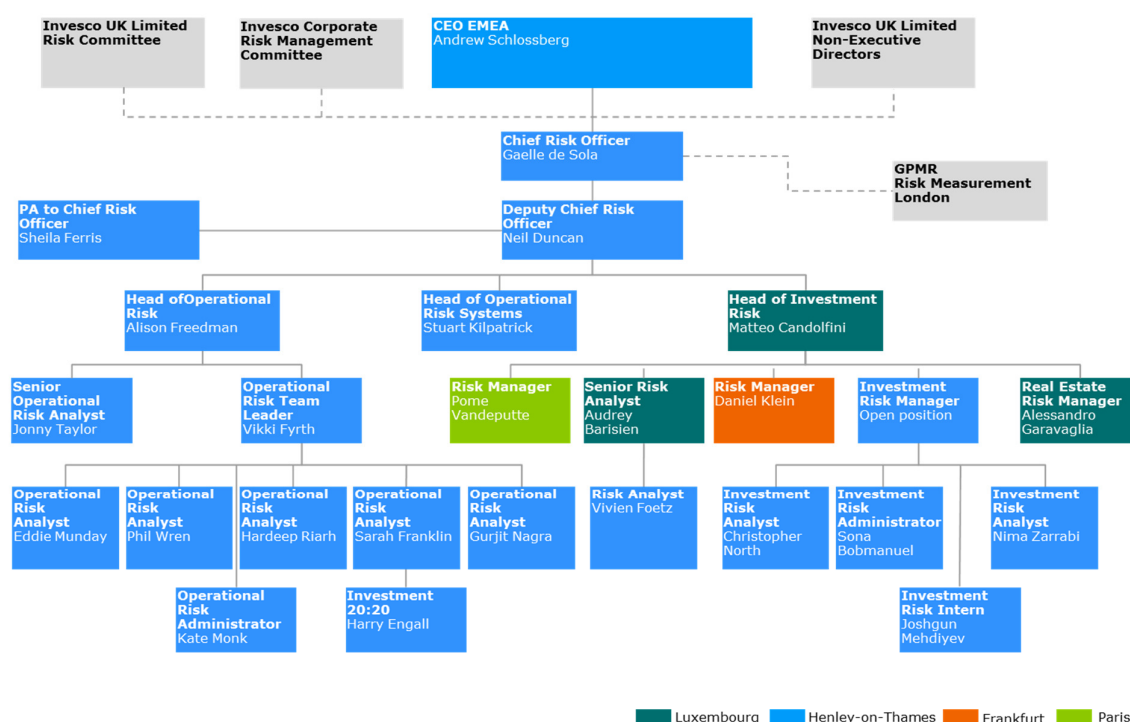 Invesco UK Limited
Risk Committee
Invesco Corporate
Risk Management
Committee
CEO EMEA
Andrew Schlossberg
Invesco UK Limited
Non-Executive
Directors
Chief Risk Officer
Gaelle de Sola
GPMR
Risk Measurement
London
PA to Chief Risk
Officer
Sheila Ferris
Deputy Chief Risk
Officer
Neil Duncan
Head ofOperational
Risk
Alison Freedman
Head of Operational
Risk Systems
Stuart Kilpatrick
Head of Investment
Risk
Matteo Candolfini
Senior
Operational
Risk Analyst
Jonny Taylor
Operational
Risk Team
Leader
Vikki Fyrth
Risk Manager
Pome
Vandeputte
Senior Risk
Analyst
Audrey
Barisien
Risk Manager
Daniel Klein
Investment
Risk Manager
Open position
Real Estate
Risk Manager
Alessandro
Garavaglia
Operational
Risk
Analyst
Eddie Munday
Operational
Risk
Analyst
Phil Wren
Operational
Risk
Analyst
Hardeep Riarh
Operational
Risk
Analyst
Sarah Franklin
Operational
Risk
Analyst
Gurjit Nagra
Risk Analyst
Vivien Foetz
Investment
Risk
Analyst
Christopher
North
Investment
Risk
Administrator
Sona
Bobmanuel
Investment
Risk
Analyst
Nima Zarrabi
Operational
Risk
Administrator
Kate Monk
Investment
20:20
Harry Engall
Investment
Risk Intern
Joshgun
Mehdiyev
Luxembourg
Henley-on-Thames
Frankfurt
Paris